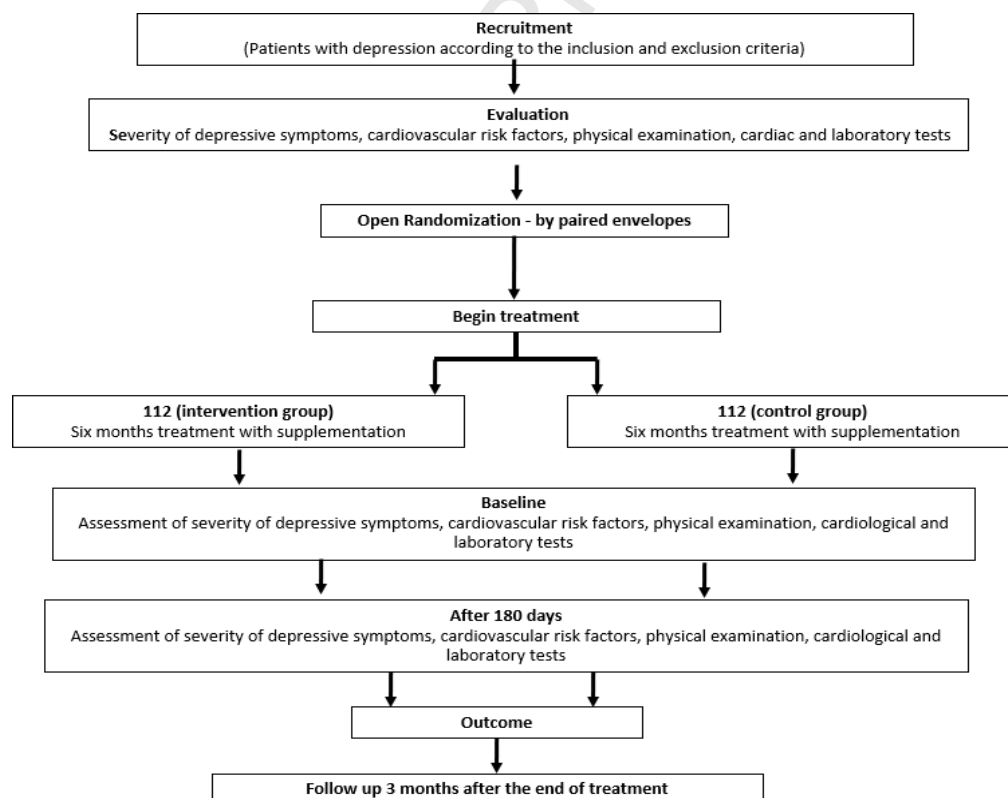 Recruitment
(Patients with depression according to the inclusion and exclusion criteria)
Evaluation
Severity of depressive symptoms, cardiovascular risk factors, physical examination, cardiac and laboratory tests
Open Randomization - by paired envelopes
Begin treatment
112 (intervention group)
Six months treatment with supplementation
112 (control group)
Six months treatment with supplementation
Baseline
Assessment of severity of depressive symptoms, cardiovascular risk factors, physical examination, cardiological and
laboratory tests
After 180 days
Assessment of severity of depressive symptoms, cardiovascular risk factors, physical examination, cardiological and
laboratory tests
Outcome
Follow up 3 months after the end of treatment